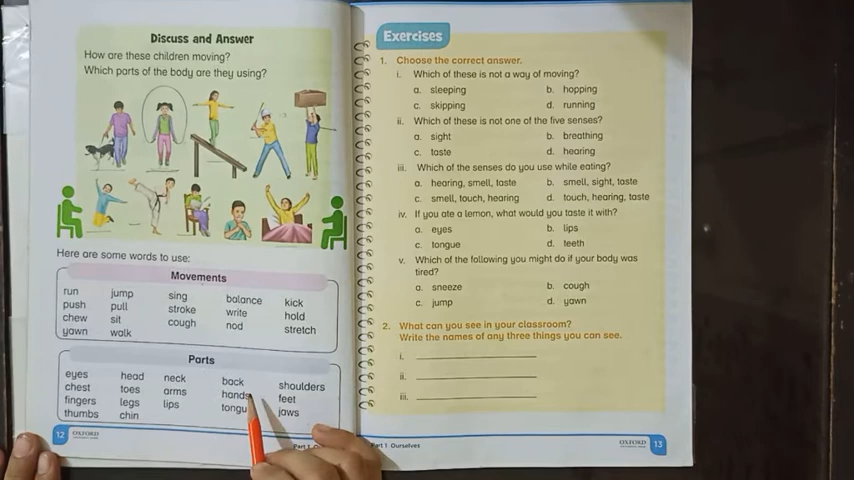 Discuss and Answer
How are these children moving?
Which parts of the body are they using?
Here are some words to use:
Movements
run jump sing balance kick
push pull stroke write hold
chew sit cough nod stretch
yawn walk
Parts
eyes head neck back shoulders
chest toes arms hands feet
fingers legs lips tongu jaws
thumbs chin
12 OXFORD
Exercises
1. Choose the correct answer.
i. Which of these is not a way of moving?
a. sleeping b. hopping
c. skipping d. running
ii. Which of these is not one of the five senses?
a. sight b. breathing
c. taste d. hearing
iii. Which of the senses do you use while eating?
a. hearing, smell, taste b. smell, sight, taste
c. smell, touch, hearing d. touch, hearing, taste
iv. If you ate a lemon, what would you taste it with?
a. eyes b. lips
c. tongue d. teeth
v. Which of the following you might do if your body was
tired?
a. sneeze b. cough
c. jump d. yawn
2. What can you see in your classroom?
Write the names of any three things you can see.
i.
ii.
iii.
Part 1 Ourselves OXFORD 13